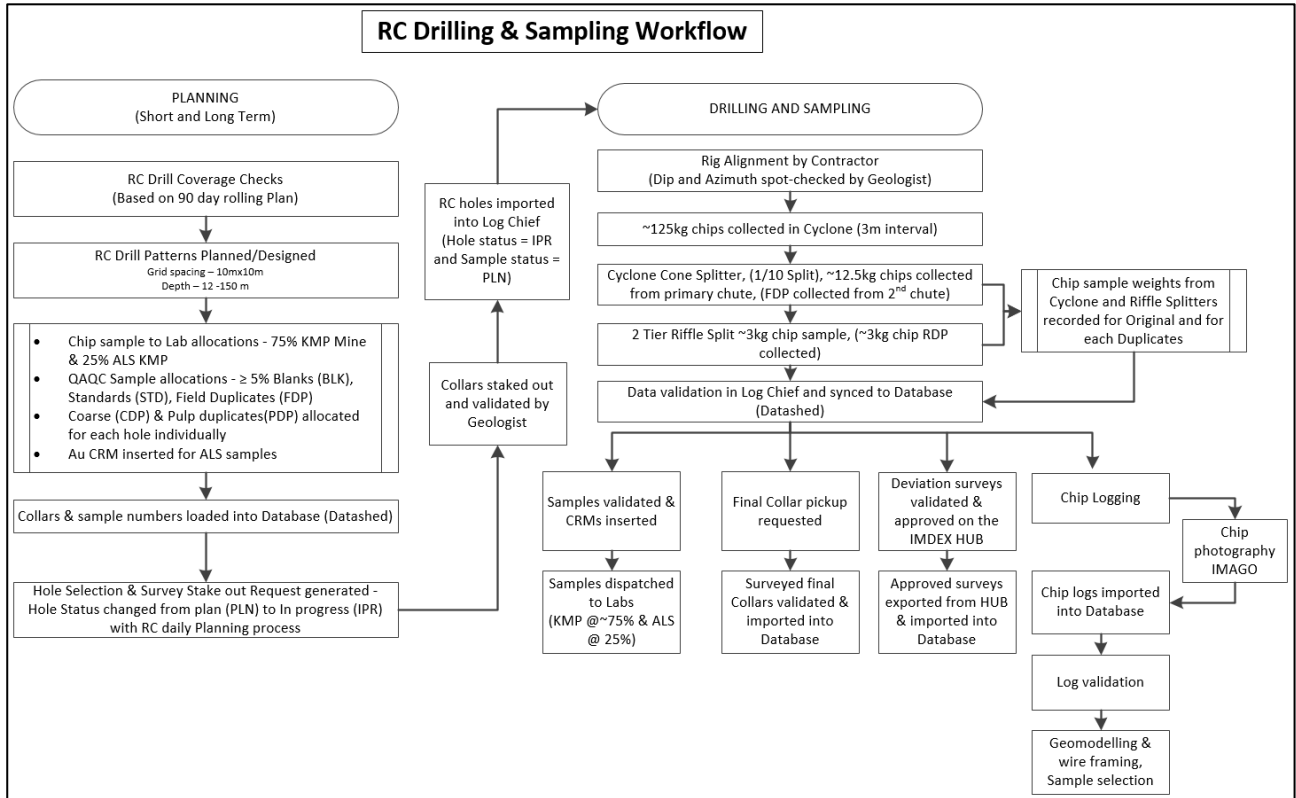 RC Drilling & Sampling Workflow
PLANNING
(Short and Long Term)
RC Drill Coverage Checks
(Based on 90 day rolling Plan)
RC Drill Patterns Planned/Designed
Grid spacing – 10mx10m
Depth – 12 -150 m
• Chip sample to Lab allocations - 75% KMP Mine
& 25% ALS KMP
• QAQC Sample allocations - ≥ 5% Blanks (BLK),
Standards (STD), Field Duplicates (FDP)
• Coarse (CDP) & Pulp duplicates(PDP) allocated
for each hole individually
• Au CRM inserted for ALS samples
Collars & sample numbers loaded into Database (Datashed)
Hole Selection & Survey Stake out Request generated -
Hole Status changed from plan (PLN) to In progress (IPR)
with RC daily Planning process
Collars staked out
and validated by
Geologist
RC holes imported
into Log Chief
(Hole status = IPR
and Sample status =
PLN)
DRILLING AND SAMPLING
Rig Alignment by Contractor
(Dip and Azimuth spot-checked by Geologist)
~125kg chips collected in Cyclone (3m interval)
Cyclone Cone Splitter, (1/10 Split), ~12.5kg chips collected
from primary chute, (FDP collected from 2nd chute)
2 Tier Riffle Split ~3kg chip sample, (~3kg chip RDP
collected)
Chip sample weights from
Cyclone and Riffle Splitters
recorded for Original and for
each Duplicates
Data validation in Log Chief and synced to Database
(Datashed)
Samples validated &
CRMs inserted
Samples dispatched
to Labs
(KMP @~75% & ALS
@ 25%)
Final Collar pickup
requested
Surveyed final
Collars validated &
imported into
Database
Deviation surveys
validated &
approved on the
IMDEX HUB
Approved surveys
exported from HUB
& imported into
Database
Chip Logging
Chip
photography
IMAGO
Chip logs imported
into Database
Log validation
Geomodelling &
wire framing,
Sample selection